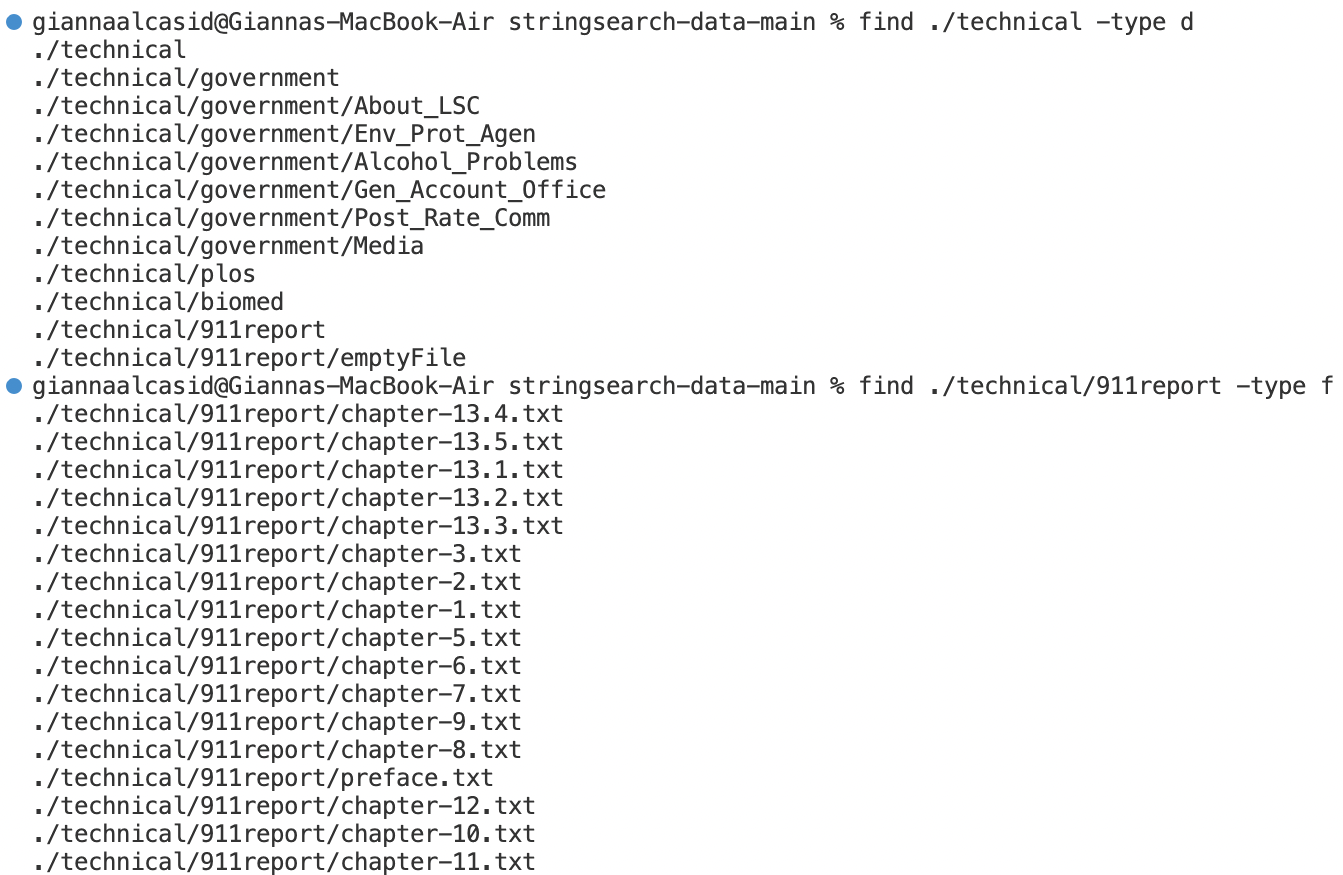 giannaalcasid@Giannas-MacBook-Air stringsearch-data-main % find ./technical -type d
./technical
./technical/government
./technical/government/About_LSC
./technical/government/Env_Prot_Agen
./technical/government/Alcohol_Problems
./technical/government/Gen_Account_Office
./technical/government/Post_Rate_Comm
./technical/government/Media
./technical/plos
./technical/biomed
./technical/911report
./technical/911report/emptyFile
giannaalcasid@Giannas-MacBook-Air stringsearch-data-main % find ./technical/911report -type f
./technical/911report/chapter-13.4.txt
./technical/911report/chapter-13.5.txt
./technical/911report/chapter-13.1.txt
./technical/911report/chapter-13.2.txt
./technical/911report/chapter-13.3.txt
./technical/911report/chapter-3.txt
./technical/911report/chapter-2.txt
./technical/911report/chapter-1.txt
./technical/911report/chapter-5.txt
./technical/911report/chapter-6.txt
./technical/911report/chapter-7.txt
./technical/911report/chapter-9.txt
./technical/911report/chapter-8.txt
./technical/911report/preface.txt
./technical/911report/chapter-12.txt
./technical/911report/chapter-10.txt
./technical/911report/chapter-11.txt